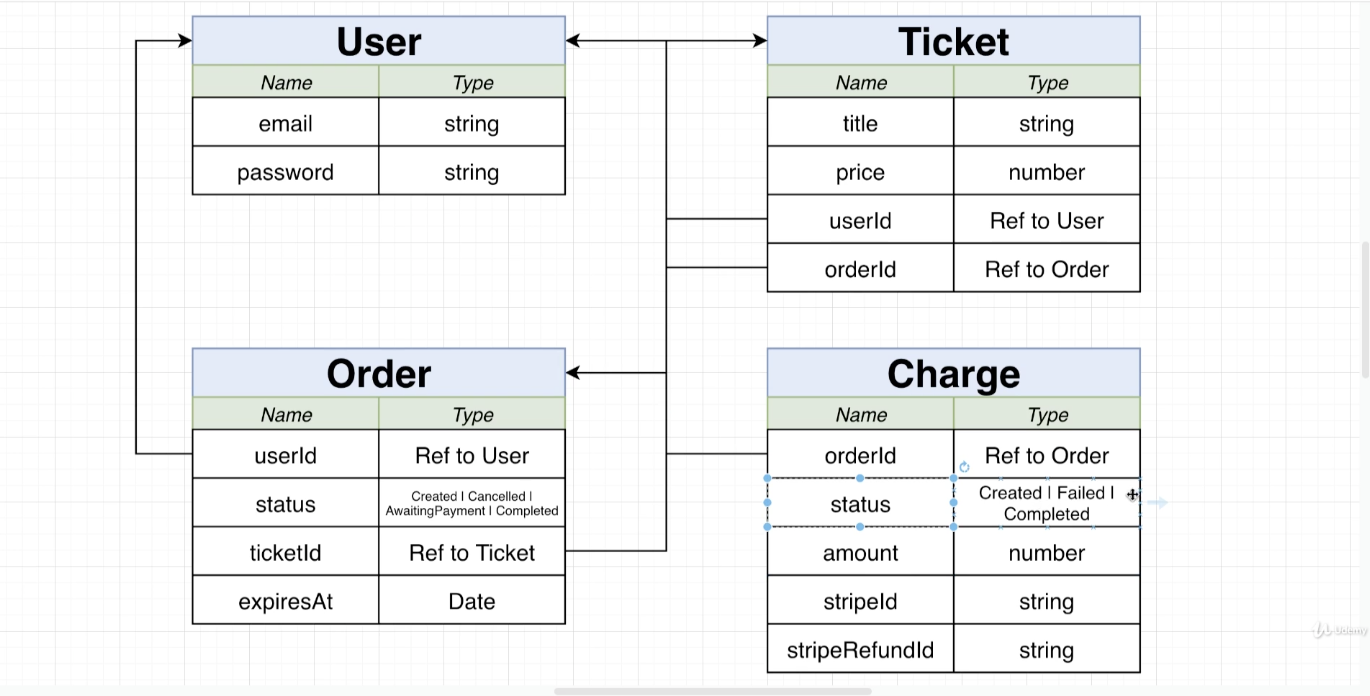 User
Name Type
email string
password string
Ticket
Name Type
title string
price number
userId Ref to User
orderId Ref to Order
Order
Name Type
userId Ref to User
status Created | Cancelled |
AwaitingPayment | Completed
ticketId Ref to Ticket
expiresAt Date
Charge
Name Type
orderId Ref to Order
status Created | Failed |
Completed
amount number
stripeId string
stripeRefundId string
Udemy